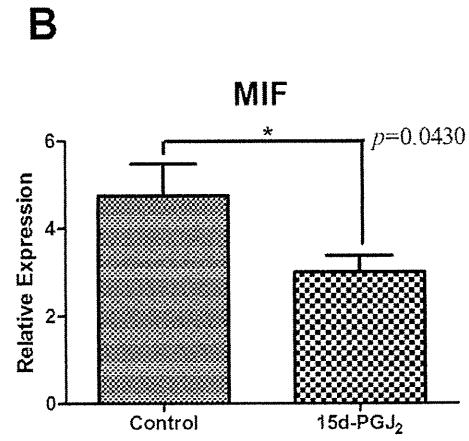 B
MIF
* p=0.0430
Relative Expression
6
4
2
0
Control 15d-PGJ₂